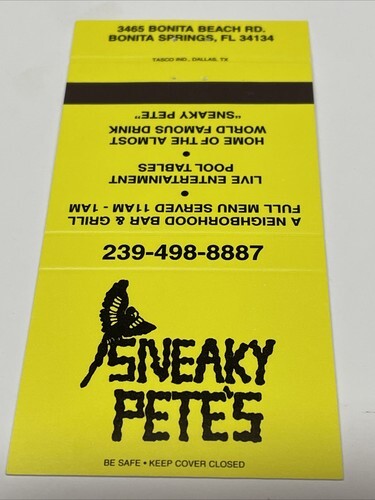 3465 BONITA BEACH RD.
BONITA SPRINGS, FL 34134
TASCO IND., DALLAS, TX
A NEIGHBORHOOD BAR & GRILL
FULL MENU SERVED 11AM - 1AM
•
LIVE ENTERTAINMENT
POOL TABLES
•
HOME OF THE ALMOST
WORLD FAMOUS DRINK
"SNEAKY PETE"
239-498-8887
SNEAKY
PETE'S
BE SAFE • KEEP COVER CLOSED